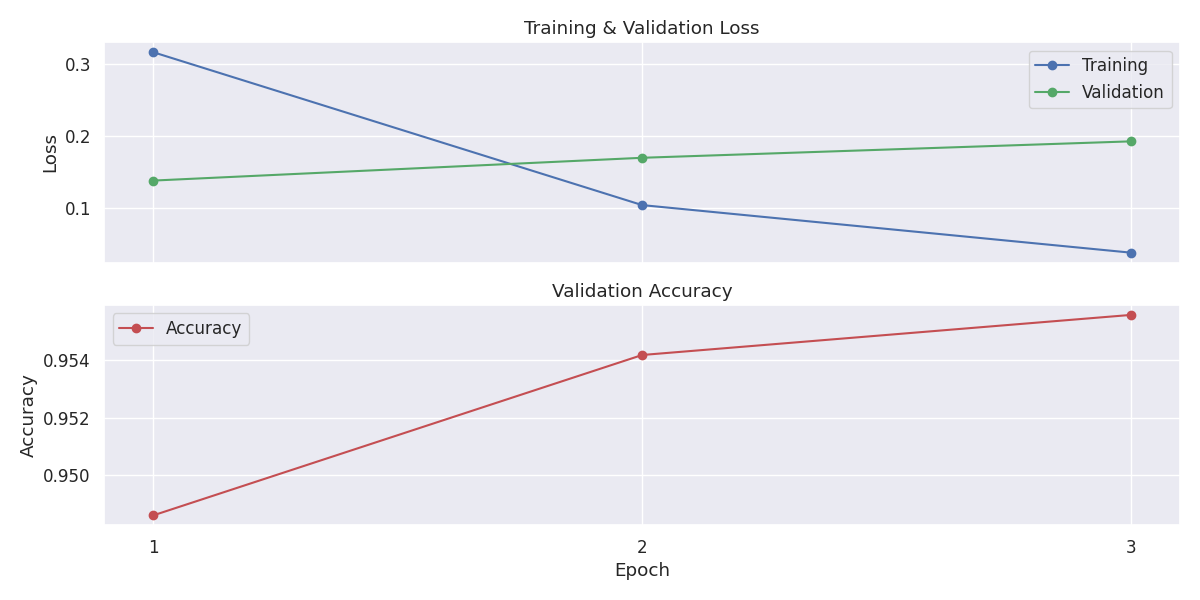 Training & Validation Loss
Loss
0.3
0.2
0.1
Training
Validation
Validation Accuracy
Accuracy
0.954
0.952
0.950
Accuracy
1 2 3
Epoch